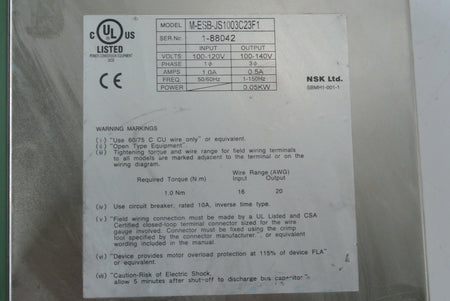 MODEL M-ESB-JS1003C23F1
SER No 1-88D42
INPUT OUTPUT
VOLTS 100-120V 100-140V
PHASE 1ϕ 3ϕ
AMPS 1.0A 0.5A
FREQ. 50/60Hz 1-150Hz
POWER 0.05KW
C UL US
LISTED
CE
NSK Ltd.
SBMH1-001-1
WARNING MARKINGS
(i) "Use 60/75 C CU wire only" or equivalent.
(ii) "Open Type Equipment"
(iii) Tightening torque and wire range for field wiring terminals
to all models are marked adjacent to the terminal or on the
wiring diagram.
Wire Range (AWG)
Required Torque (N.m) Input Output
1.0 Nm 16 20
(iv) Use circuit breaker, rated 10A, inverse time type.
(v) "Field wiring connection must be made by a UL Listed and CSA
Certified closed-loop terminal connector sized for the wire
gauge involved. Connector must be fixed using the crimp
tool specified by the connector manufacturer", or equivalent
wording included in the manual.
(vi) "Device provides motor overload protection at 115% of device FLA"
or equivalent.
(vii) "Caution-Risk of Electric Shock,
allow 5 minutes after shut-off to discharge bus capacitor"